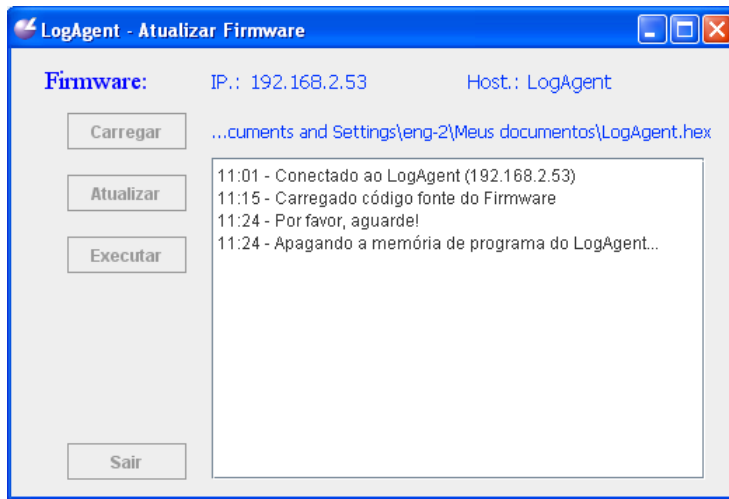 LogAgent - Atualizar Firmware
Firmware: IP.: 192.168.2.53 Host.: LogAgent
Carregar ...cuments and Settings\eng-2\Meus documentos\LogAgent.hex
Atualizar
Executar
11:01 - Conectado ao LogAgent (192.168.2.53)
11:15 - Carregado código fonte do Firmware
11:24 - Por favor, aguarde!
11:24 - Apagando a memória de programa do LogAgent...
Sair